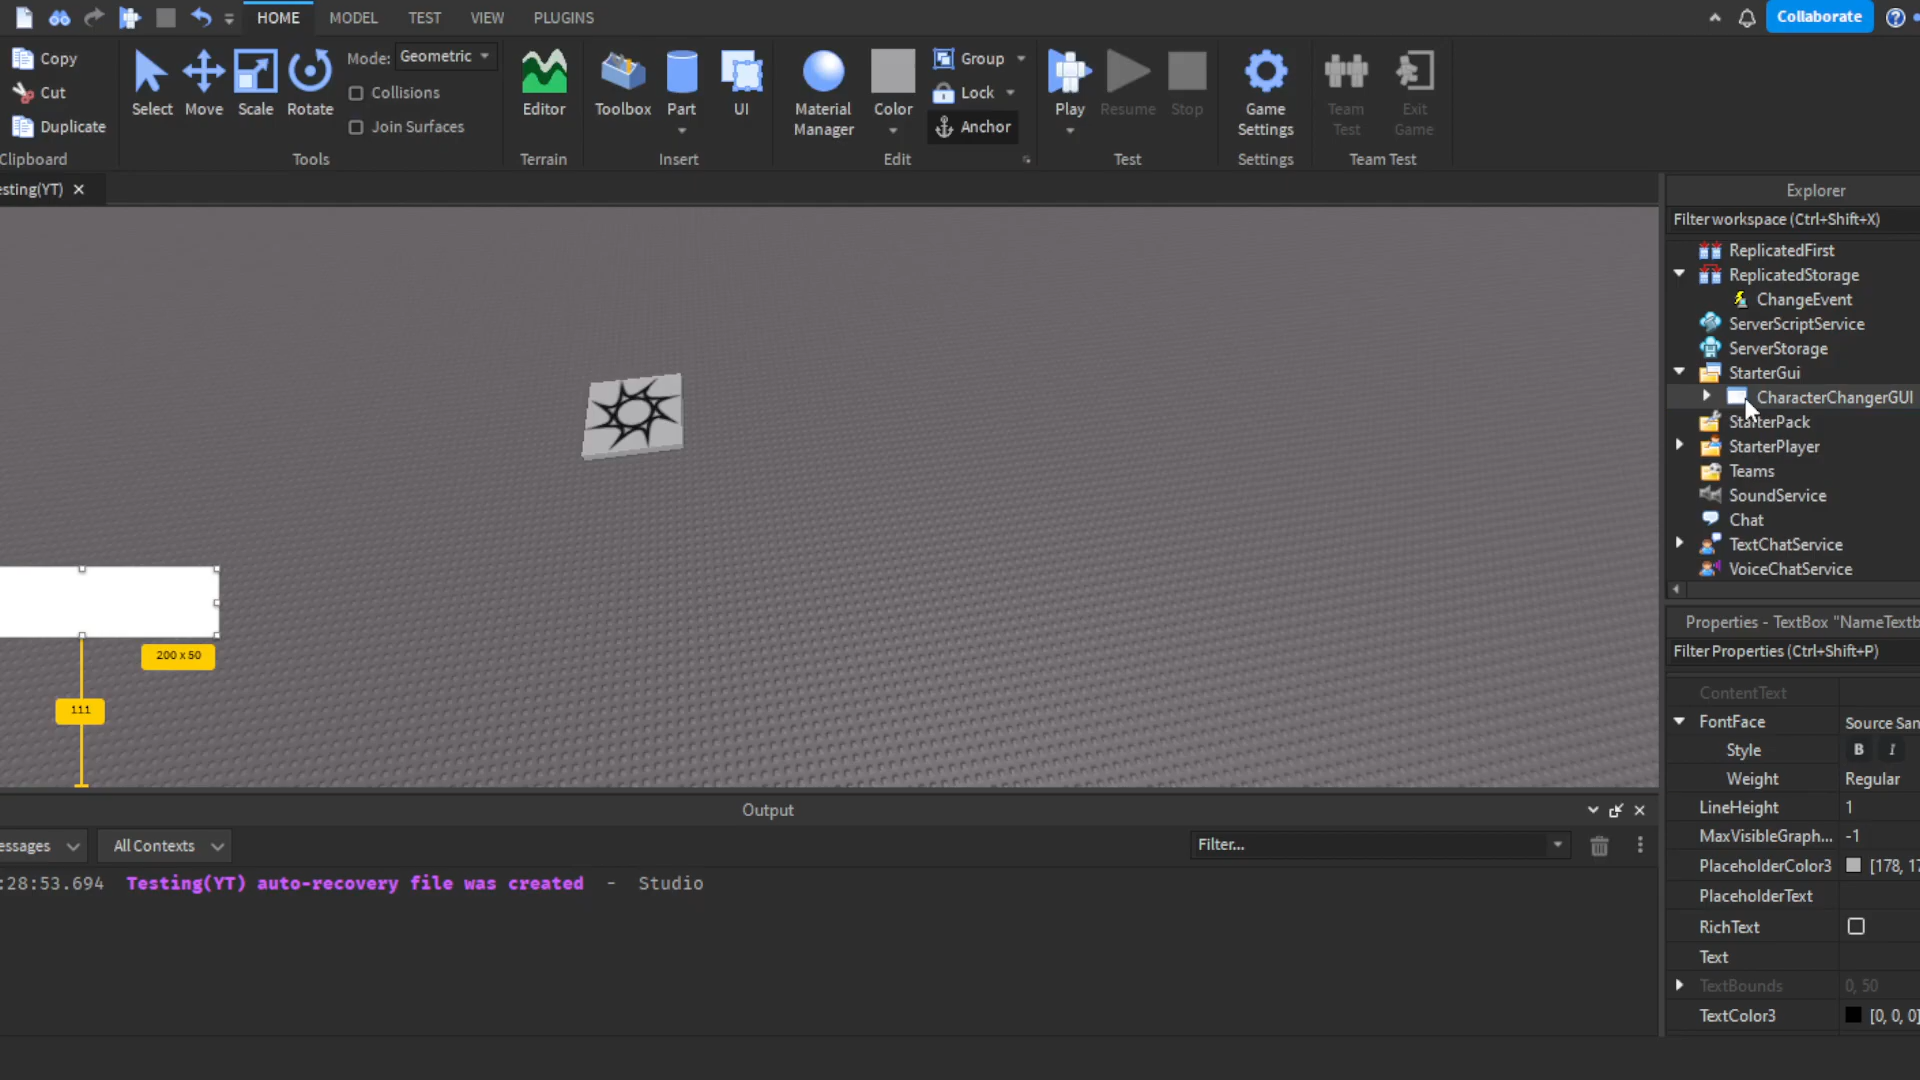 HOME MODEL TEST VIEW PLUGINS
Collaborate
Copy
Cut
Duplicate
Clipboard
Select Move Scale Rotate
Mode: Geometric
Collisions
Join Surfaces
Tools
Editor
Terrain
Toolbox Part UI
Insert
Material Manager
Color
Group
Lock
Anchor
Edit
Play Resume Stop
Test
Game Settings
Settings
Team Test
Exit Game
Team Test
esting(YT)
Explorer
Filter workspace (Ctrl+Shift+X)
ReplicatedFirst
ReplicatedStorage
ChangeEvent
ServerScriptService
ServerStorage
StarterGui
CharacterChangerGUI
StarterPack
StarterPlayer
Teams
SoundService
Chat
TextChatService
VoiceChatService
200 x 50
111
Properties - TextBox "NameTextb
Filter Properties (Ctrl+Shift+P)
ContentText
FontFace Source San
Style B I
Weight Regular
LineHeight 1
MaxVisibleGraph... -1
PlaceholderColor3 [178, 17
PlaceholderText
RichText
Text
TextBounds 0, 50
TextColor3 [0, 0, 0]
Output
essages All Contexts Filter...
:28:53.694 Testing(YT) auto-recovery file was created - Studio